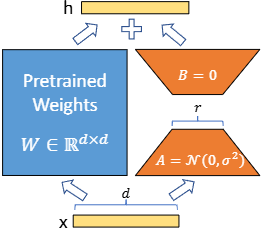 h
Pretrained
Weights
W ∈ ℝ^{d×d}
B = 0
r
A = 𝒩(0, σ²)
d
x